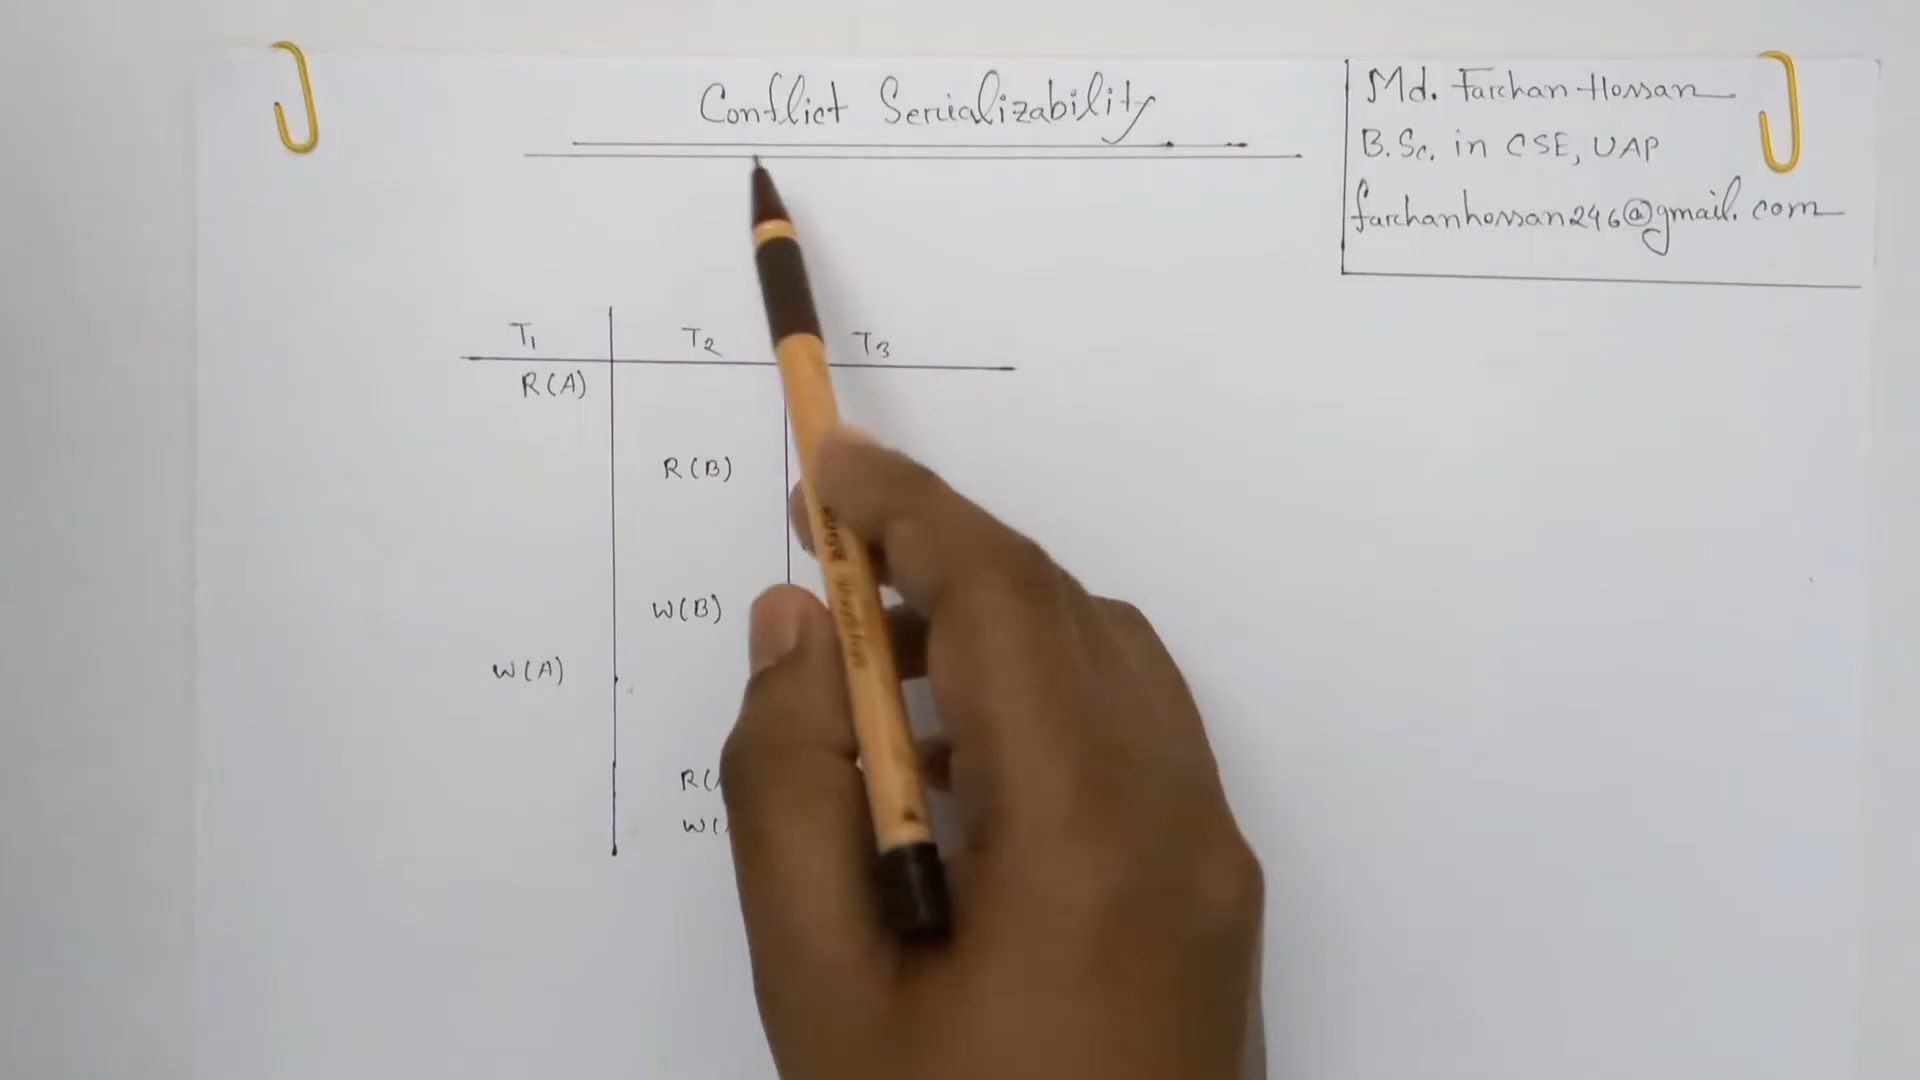 Conflict Serializability
Md. Farhan Hossan
B.Sc. in CSE, UAP
farhanhossan246@gmail.com
T1 T2 T3
R(A)
R(B)
W(B)
W(A)
R(
W(